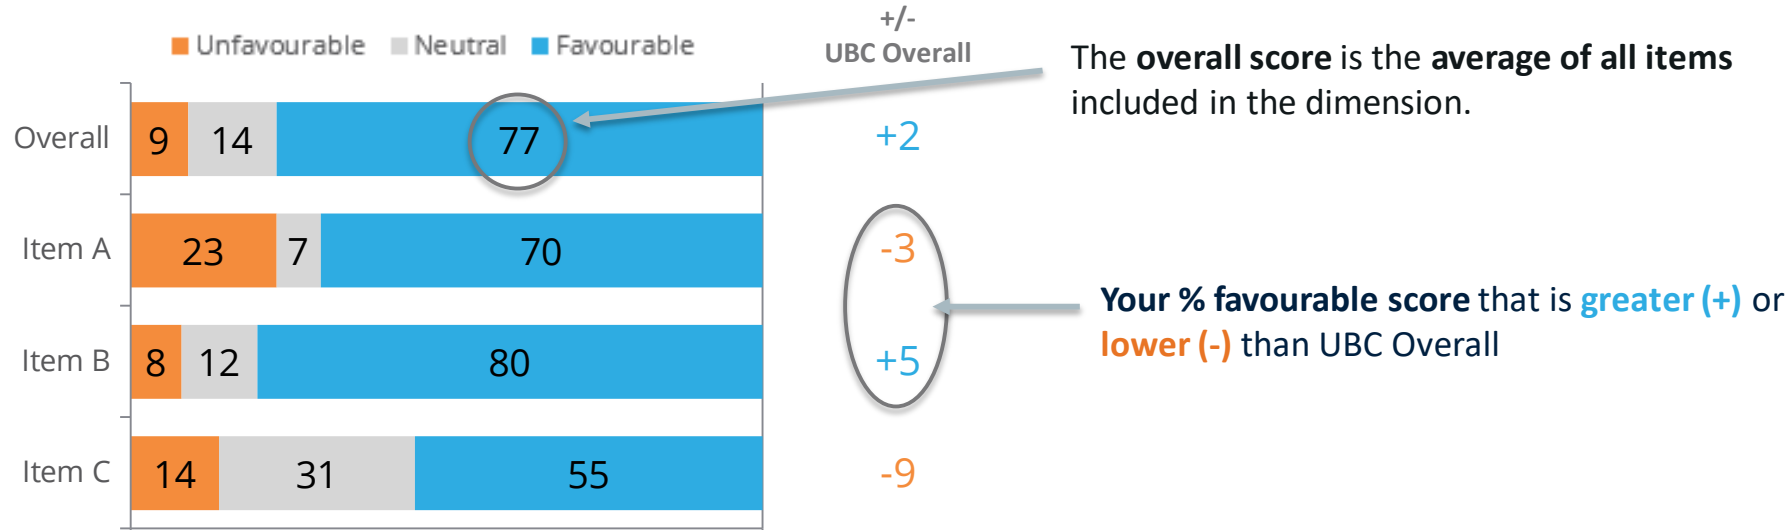 Unfavourable Neutral Favourable
+/-
UBC Overall
The overall score is the average of all items
included in the dimension.
Overall 9 14 77 +2
Item A 23 7 70 -3
Your % favourable score that is greater (+) or
lower (-) than UBC Overall
Item B 8 12 80 +5
Item C 14 31 55 -9